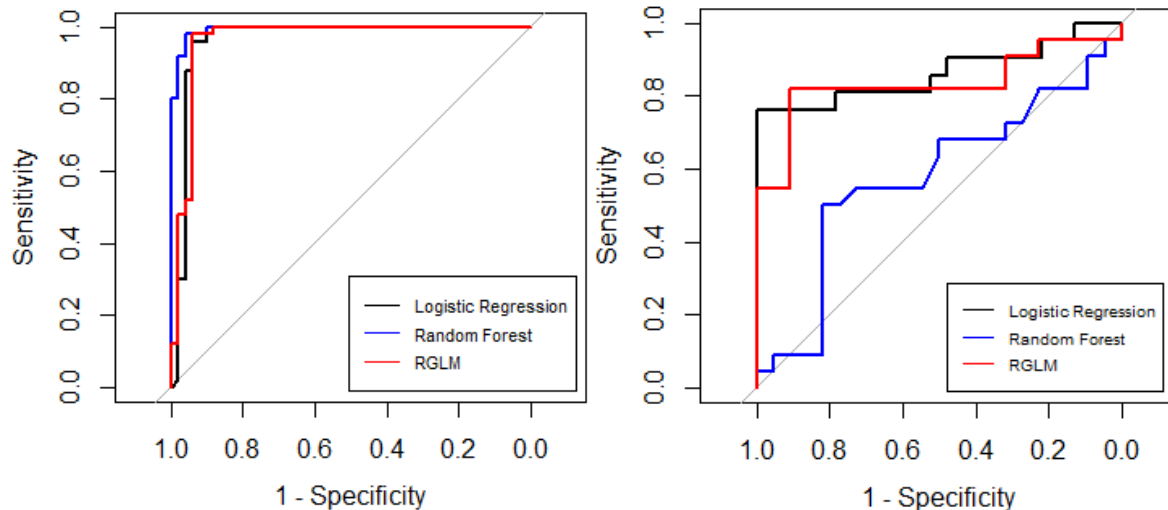 Sensitivity
1.0
0.8
0.6
0.4
0.2
0.0
Logistic Regression
Random Forest
RGLM
1.0 0.8 0.6 0.4 0.2 0.0
1 - Specificity
Sensitivity
1.0
0.8
0.6
0.4
0.2
0.0
Logistic Regression
Random Forest
RGLM
1.0 0.8 0.6 0.4 0.2 0.0
1 - Specificity